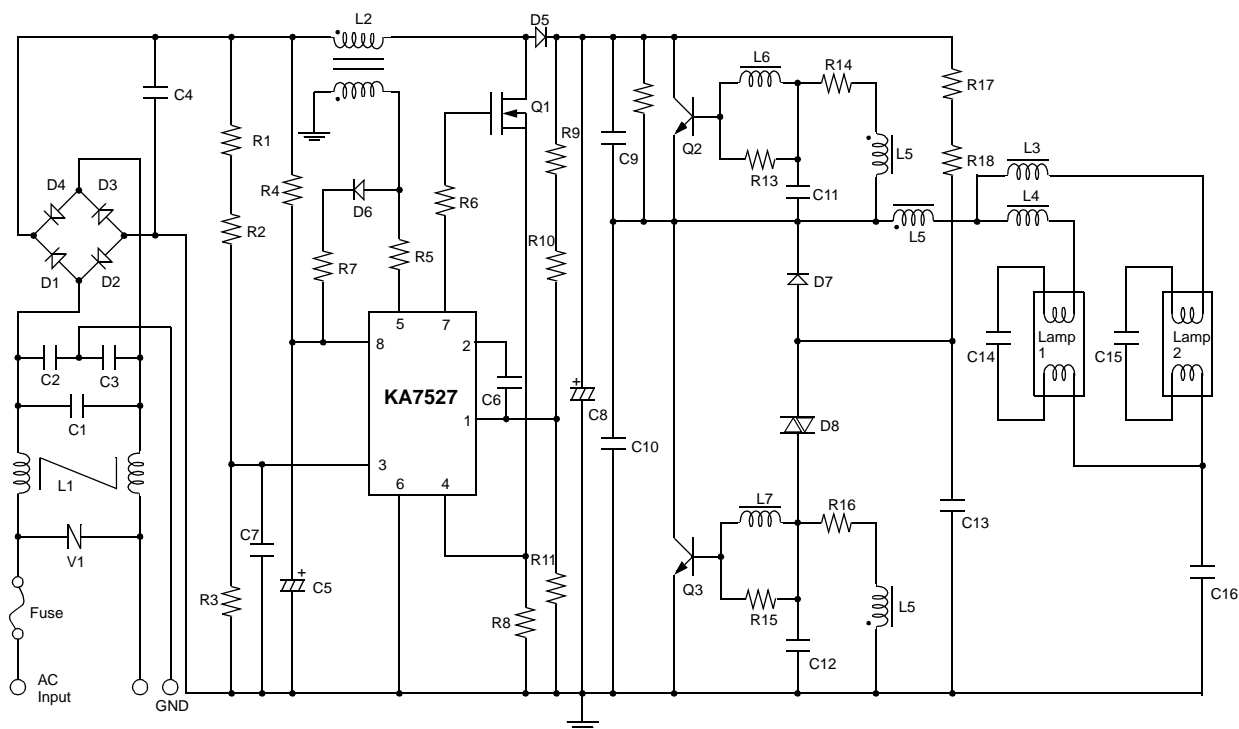 L2
D5
C4
Q1
R1
R4
R9
C9
Q2
L6
R14
R13
C11
L5
R17
R18
L3
L4
D4
D3
D1
D2
R2
D6
R7
R5
R6
R10
L5
D7
C2
C3
C1
L1
V1
Fuse
AC
Input
GND
5
7
8
2
KA7527
1
3
6
4
C6
C8
C10
D8
C14
Lamp
1
C15
Lamp
2
C7
R3
C5
R8
R11
Q3
L7
R16
R15
C12
L5
C13
C16
+
+